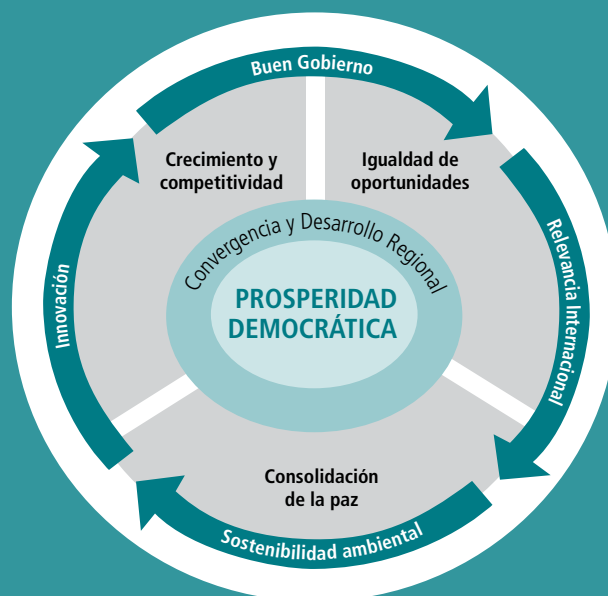 Buen Gobierno
Crecimiento y
competitividad
Igualdad de
oportunidades
Convergencia y Desarrollo Regional
PROSPERIDAD
DEMOCRÁTICA
Innovación
Relevancia Internacional
Consolidación
de la paz
Sostenibilidad ambiental